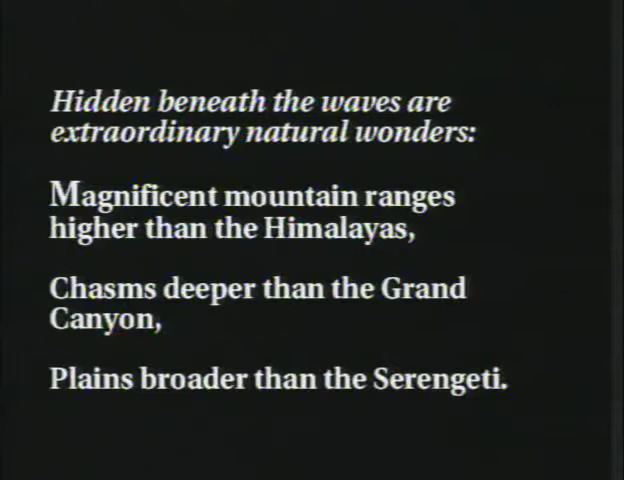 Hidden beneath the waves are
extraordinary natural wonders:
Magnificent mountain ranges
higher than the Himalayas,
Chasms deeper than the Grand
Canyon,
Plains broader than the Serengeti.